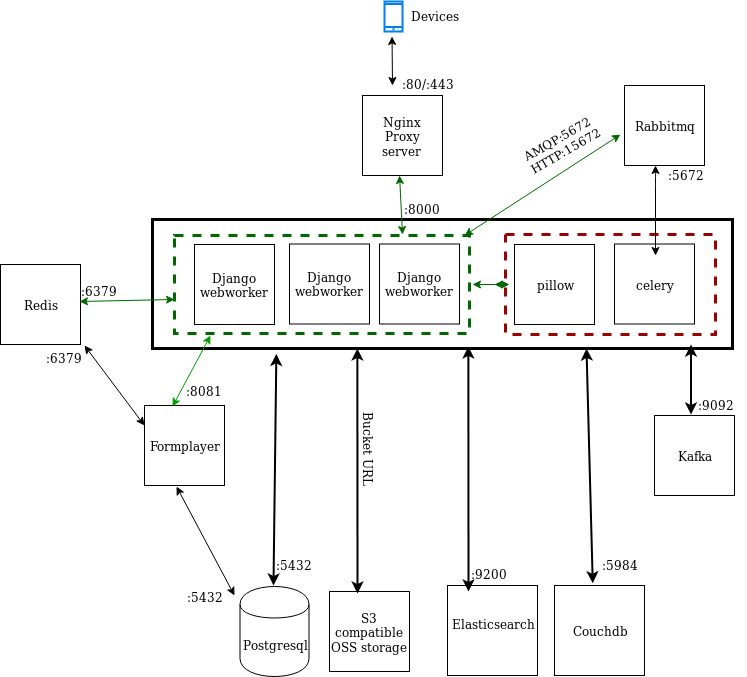 Devices
:80/:443
Nginx
Proxy
server
AMQP:5672
HTTP:15672
Rabbitmq
:5672
:8000
Django
webworker
Django
webworker
Django
webworker
pillow
celery
:6379
Redis
:6379
:8081
Formplayer
Bucket URL
:9092
Kafka
:5432
:5432
Postgresql
S3
compatible
OSS storage
:9200
Elasticsearch
:5984
Couchdb